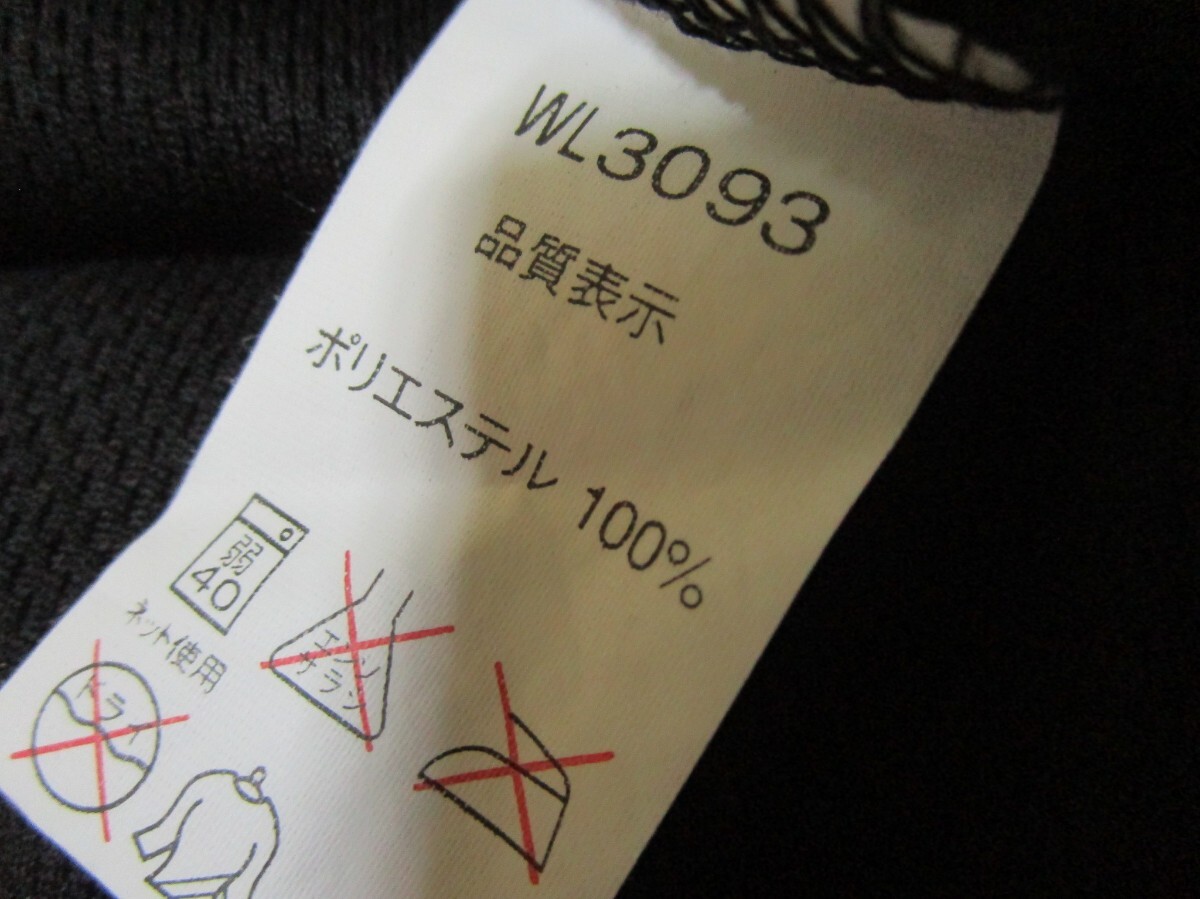 WL3093
品質表示
ポリエステル 100%
弱
40
ネット使用
エンソ
サラシ
ドライ